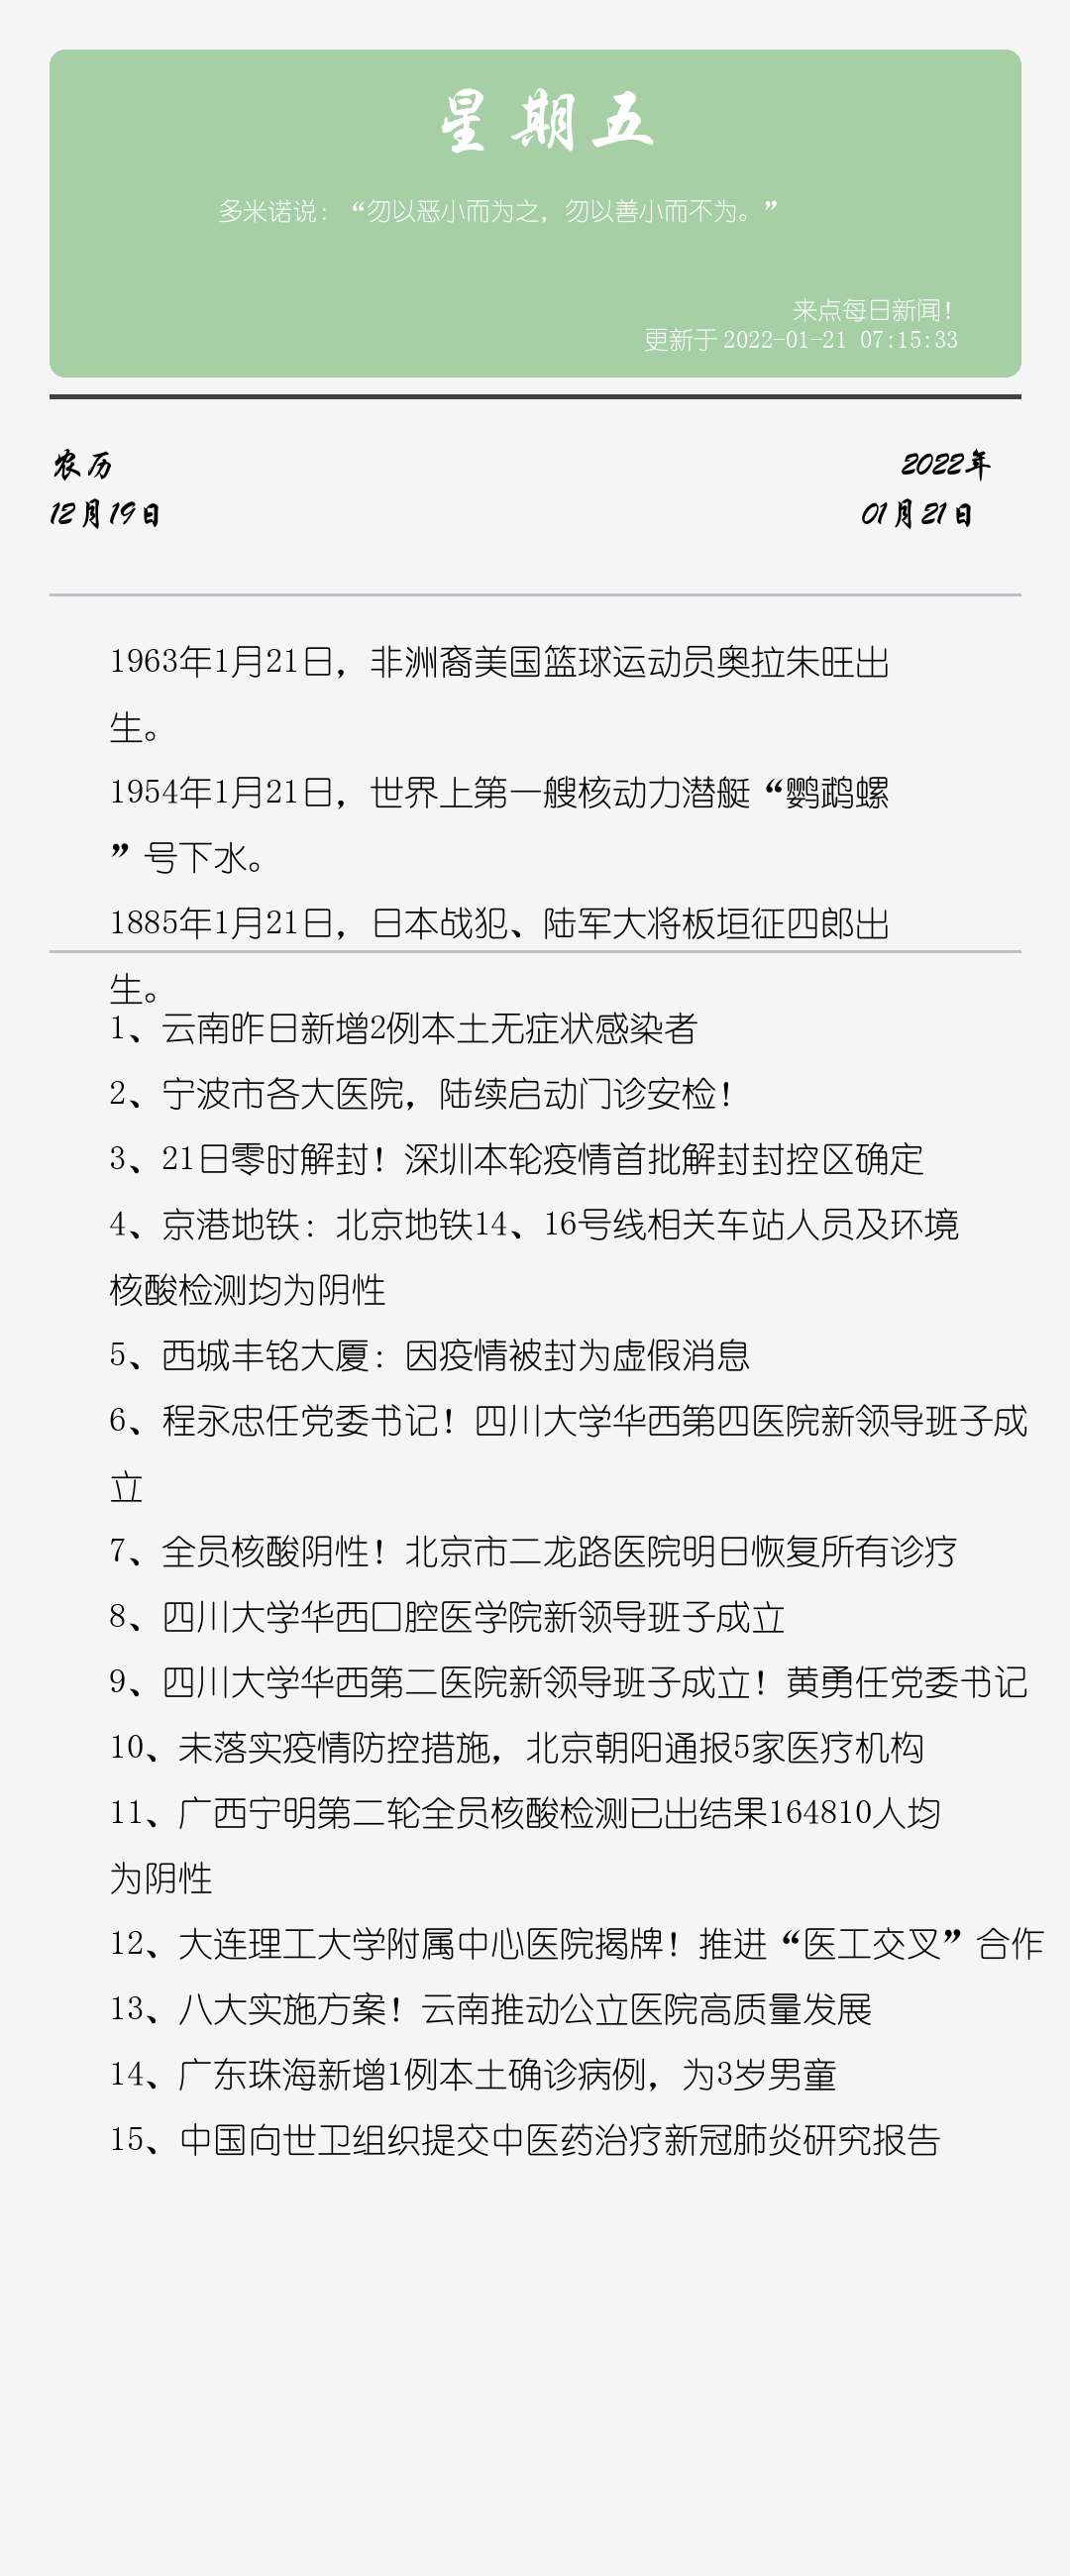 星期五
多米诺说：“勿以恶小而为之，勿以善小而不为。”
来点每日新闻！
更新于 2022-01-21 07:15:33
农历
2022年
12月19日
01月21日
1963年1月21日，非洲裔美国篮球运动员奥拉朱旺出
生。
1954年1月21日，世界上第一艘核动力潜艇“鹦鹉螺
”号下水。
1885年1月21日，日本战犯、陆军大将板垣征四郎出
生。
1、云南昨日新增2例本土无症状感染者
2、宁波市各大医院，陆续启动门诊安检！
3、21日零时解封！深圳本轮疫情首批解封封控区确定
4、京港地铁：北京地铁14、16号线相关车站人员及环境
核酸检测均为阴性
5、西城丰铭大厦：因疫情被封为虚假消息
6、程永忠任党委书记！四川大学华西第四医院新领导班子成
立
7、全员核酸阴性！北京市二龙路医院明日恢复所有诊疗
8、四川大学华西口腔医学院新领导班子成立
9、四川大学华西第二医院新领导班子成立！黄勇任党委书记
10、未落实疫情防控措施，北京朝阳通报5家医疗机构
11、广西宁明第二轮全员核酸检测已出结果164810人均
为阴性
12、大连理工大学附属中心医院揭牌！推进“医工交叉”合作
13、八大实施方案！云南推动公立医院高质量发展
14、广东珠海新增1例本土确诊病例，为3岁男童
15、中国向世卫组织提交中医药治疗新冠肺炎研究报告